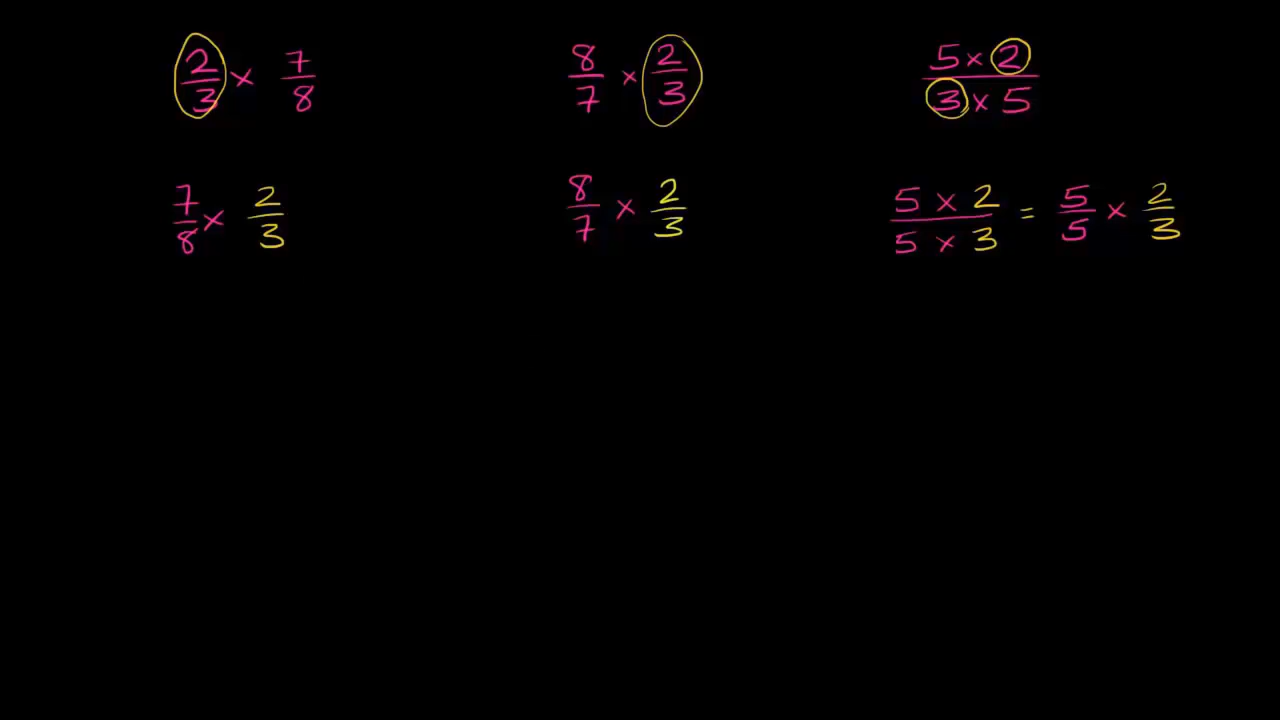 2/3 × 7/8
8/7 × 2/3
5 × 2 / 3 × 5
7/8 × 2/3
8/7 × 2/3
5 × 2 / 5 × 3 = 5/5 × 2/3